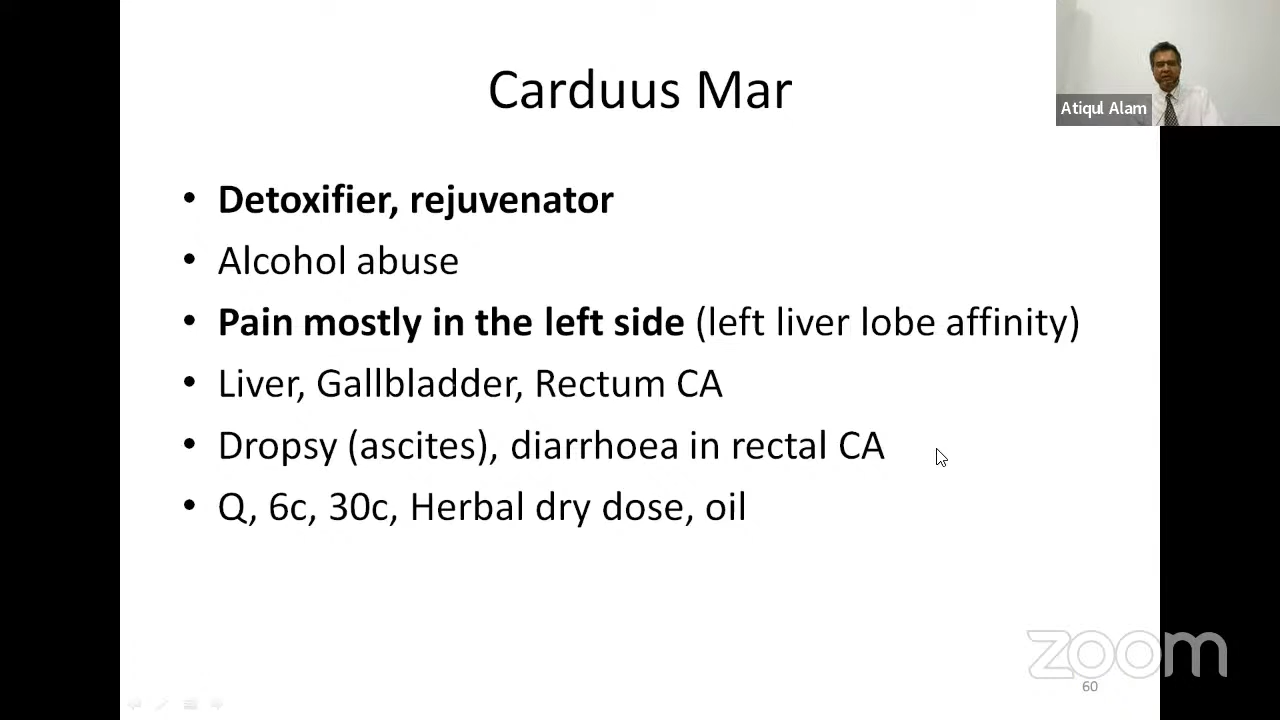 Carduus Mar
Atiqul Alam
• Detoxifier, rejuvenator
• Alcohol abuse
• Pain mostly in the left side (left liver lobe affinity)
• Liver, Gallbladder, Rectum CA
• Dropsy (ascites), diarrhoea in rectal CA
• Q, 6c, 30c, Herbal dry dose, oil
zoom
60